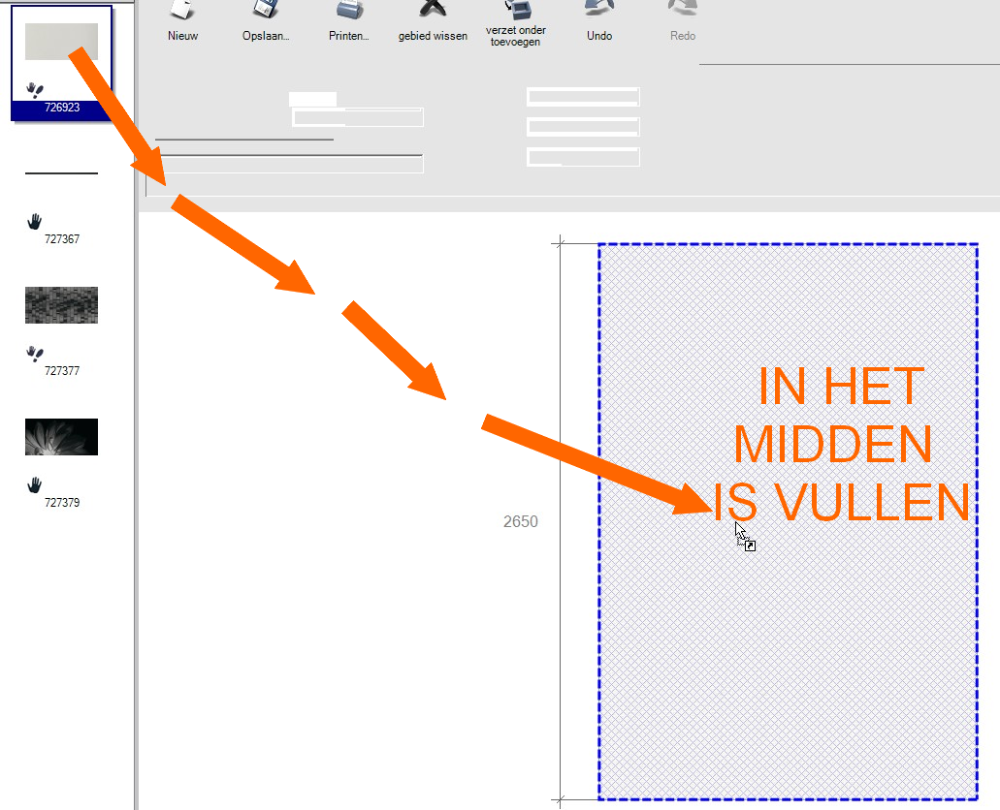 Nieuw
Opslaan...
Printen...
gebied wissen
verzet onder
toevoegen
Undo
Redo
726923
727367
727377
727379
2650
IN HET
MIDDEN
IS VULLEN